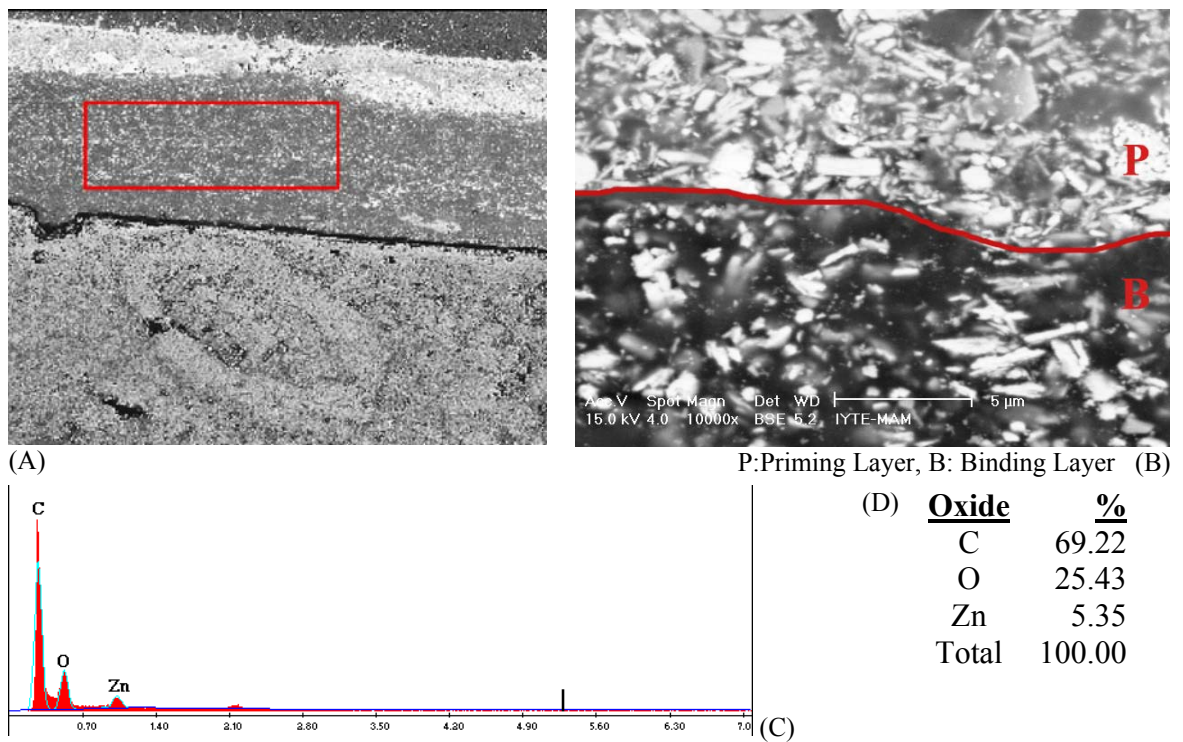 P
B
Acc.V Spot Magn Det WD 5 µm
15.0 kV 4.0 10000x BSE 5.2 IYTE-MAM
(A)
P:Priming Layer, B: Binding Layer (B)
C
O
Zn
0.70 1.40 2.10 2.80 3.50 4.20 4.90 5.60 6.30 7.0
(C)
(D) Oxide %
C 69.22
O 25.43
Zn 5.35
Total 100.00